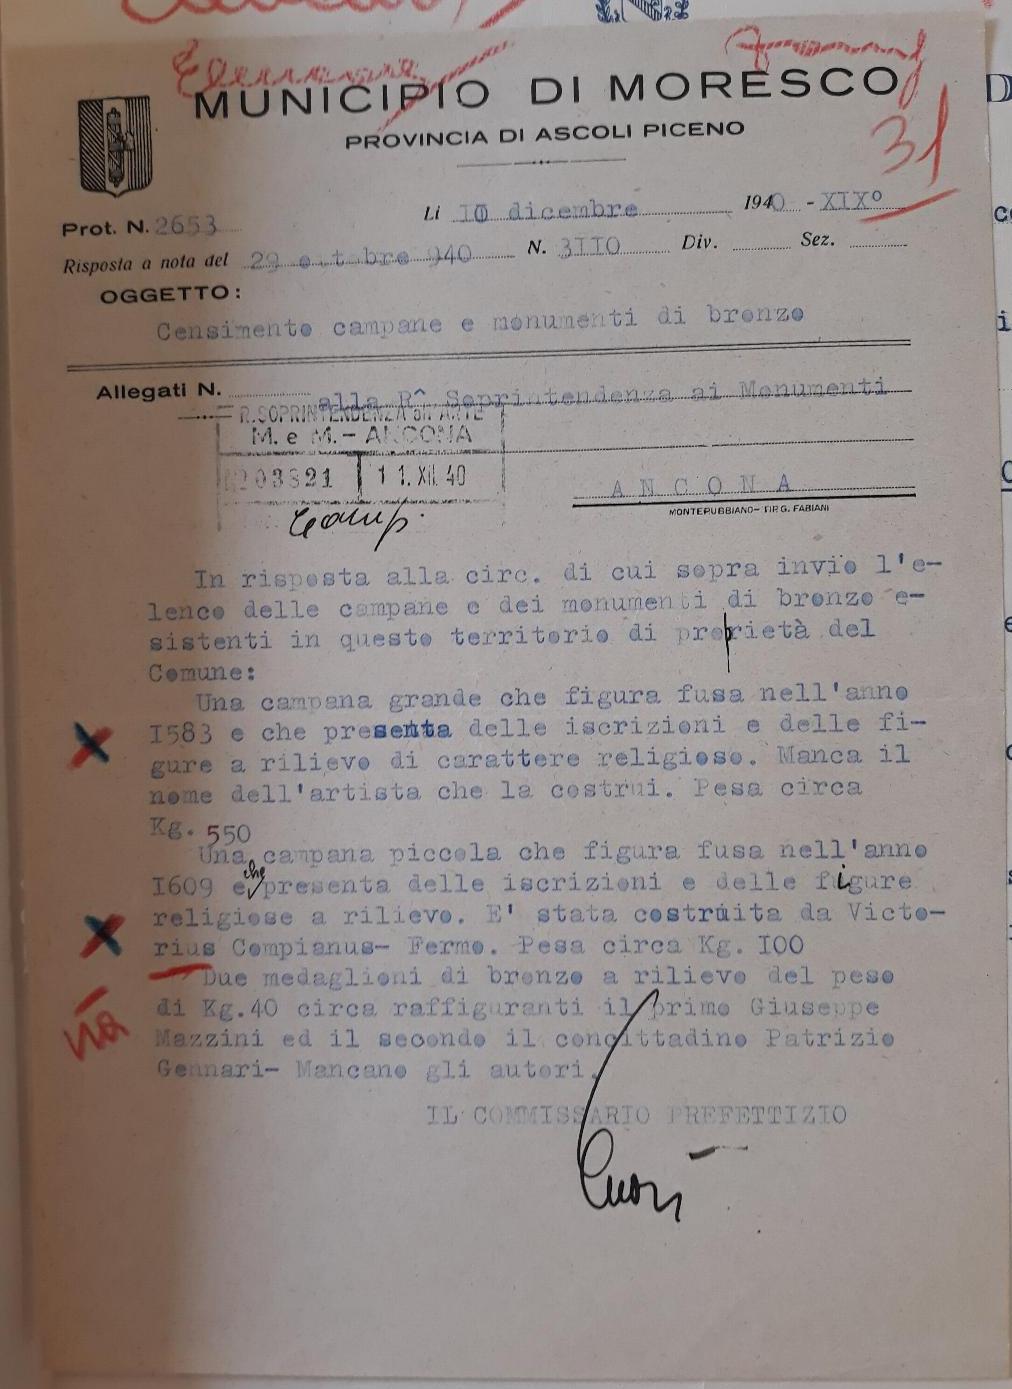 MUNICIPIO DI MORESCO
PROVINCIA DI ASCOLI PICENO
31
Prot. N. 2653
Li 10 dicembre 1940 - XIXº
Risposta a nota del 29 ottobre 940 N. 3IIO Div. Sez.
OGGETTO:
Censimento campane e monumenti di bronzo
Allegati N.
alla R^ Soprintendenza ai Monumenti
R. SOPRINTENDENZA all'ARTE
M. e M. - ANCONA
11. XII. 40
A N C O N A
MONTERUBBIANO - TIP. G. FABIANI
In risposta alla circ. di cui sopra invio l'e-
lenco delle campane e dei monumenti di bronzo e-
sistenti in questo territorio di proprietà del
Comune:
Una campana grande che figura fusa nell'anno
I583 e che presenta delle iscrizioni e delle fi-
gure a rilievo di carattere religioso. Manca il
nome dell'artista che la costruì. Pesa circa
Kg. 550
Una campana piccola che figura fusa nell'anno
I609 e che presenta delle iscrizioni e delle figure
religiose a rilievo. E' stata costruita da Victo-
rius Compianus- Fermo. Pesa circa Kg. I00
Due medaglioni di bronzo a rilievo del peso
di Kg.40 circa raffiguranti il primo Giuseppe
Mazzini ed il secondo il concittadino Patrizio
Gennari- Mancano gli autori.
IL COMMISSARIO PREFETTIZIO